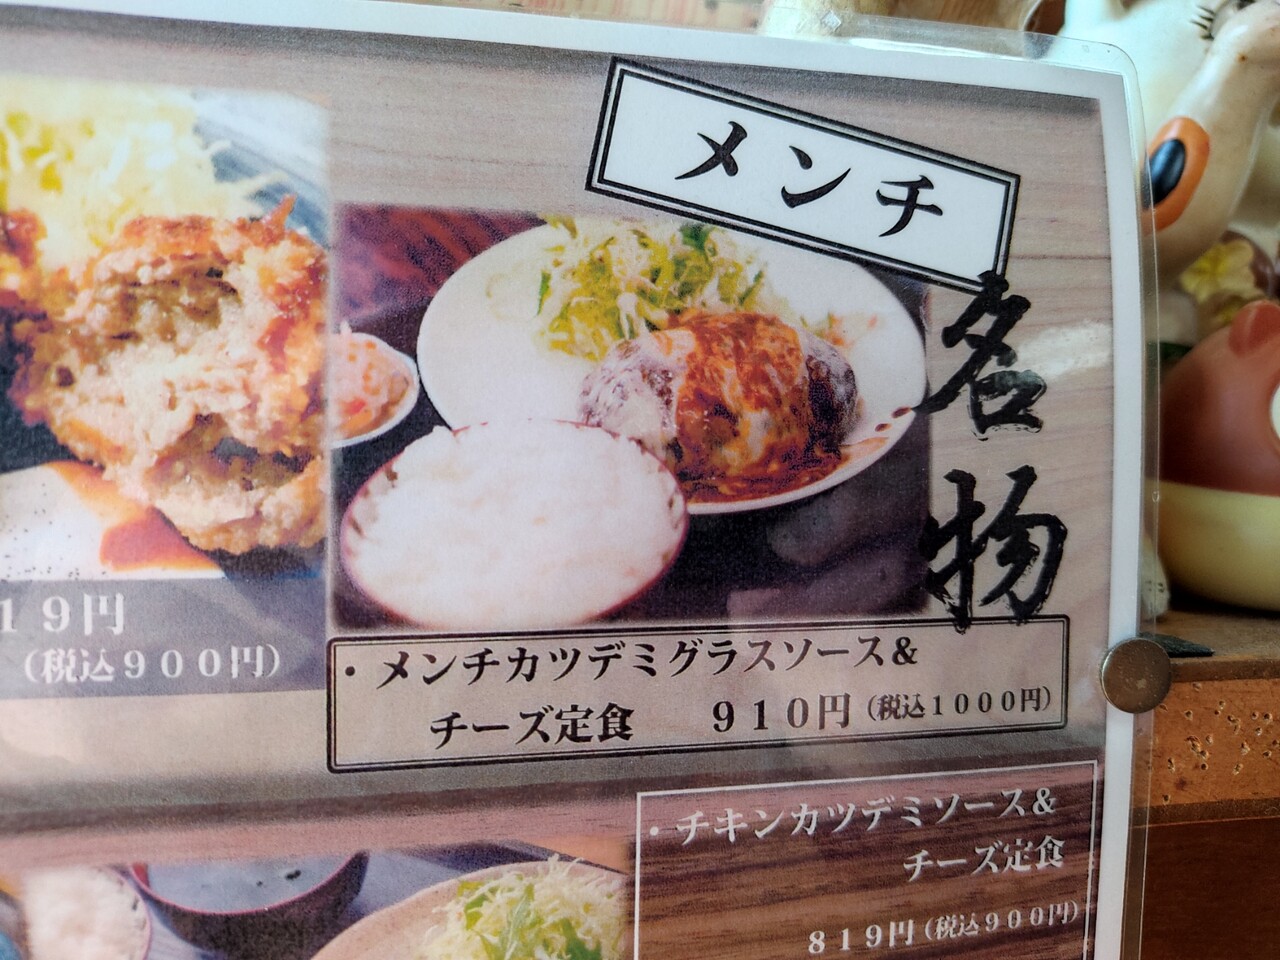 メンチ
名物
19円
(税込900円)
・メンチカツデミグラスソース&
チーズ定食 910円(税込1000円)
・チキンカツデミソース&
チーズ定食
819円(税込900円)